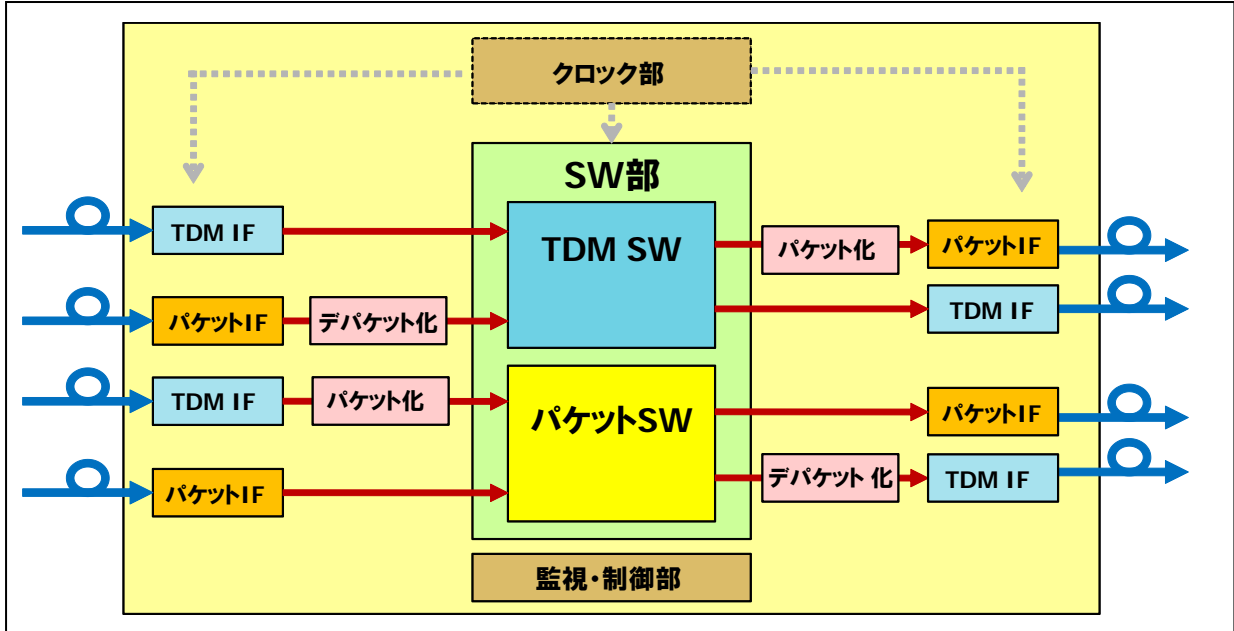 クロック部
SW部
TDM IF
TDM SW
パケット化
パケットIF
パケットIF
デパケット化
TDM IF
TDM IF
パケット化
パケットSW
パケットIF
パケットIF
デパケット 化
TDM IF
監視・制御部